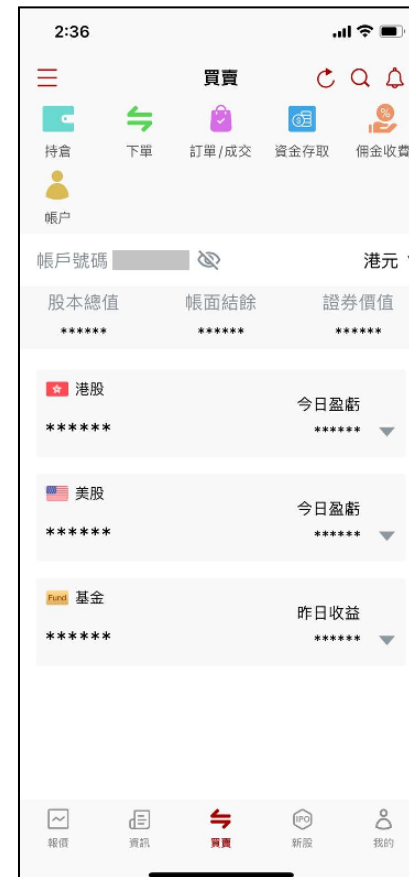 2:36
買賣
持倉 下單 訂單/成交 資金存取 佣金收費
帳户
帳戶號碼 港元
股本總值 帳面結餘 證券價值
****** ****** ******
港股
今日盈虧
****** ******
美股
今日盈虧
****** ******
Fund 基金
昨日收益
****** ******
IPO
報價 資訊 買賣 新股 我的